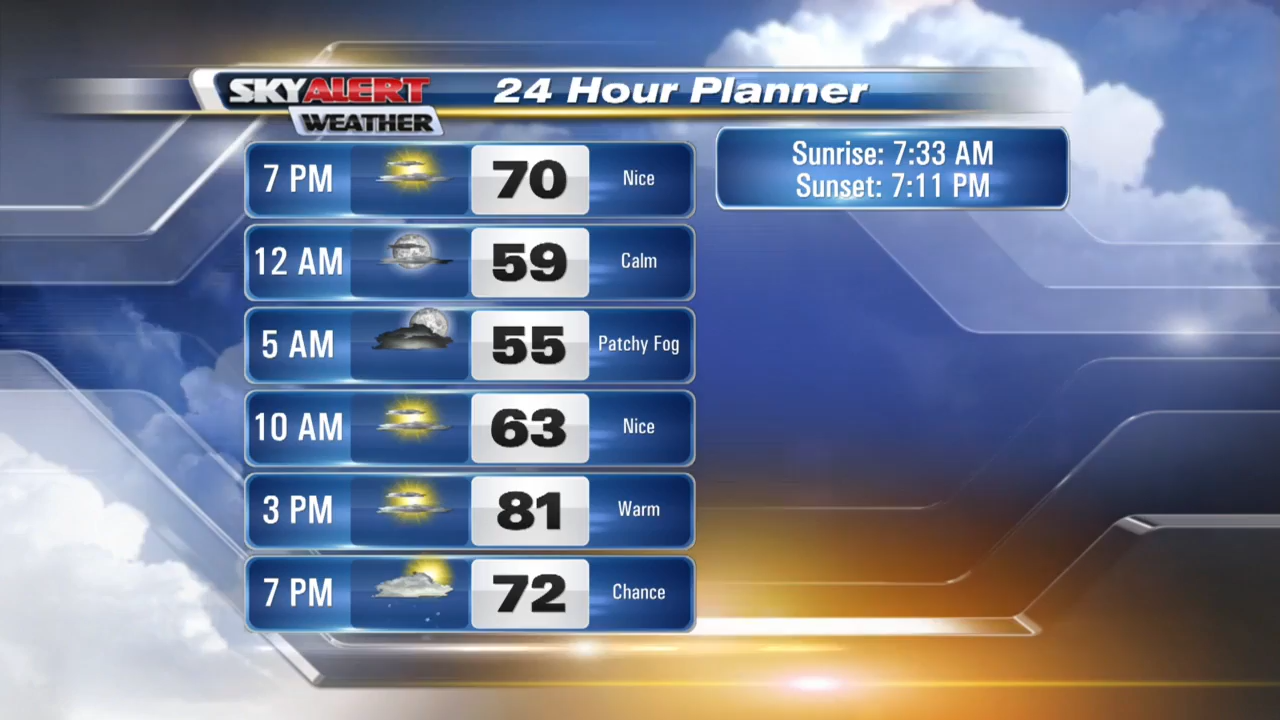 SKYALERT
WEATHER
24 Hour Planner
Sunrise: 7:33 AM
Sunset: 7:11 PM
7 PM 70 Nice
12 AM 59 Calm
5 AM 55 Patchy Fog
10 AM 63 Nice
3 PM 81 Warm
7 PM 72 Chance